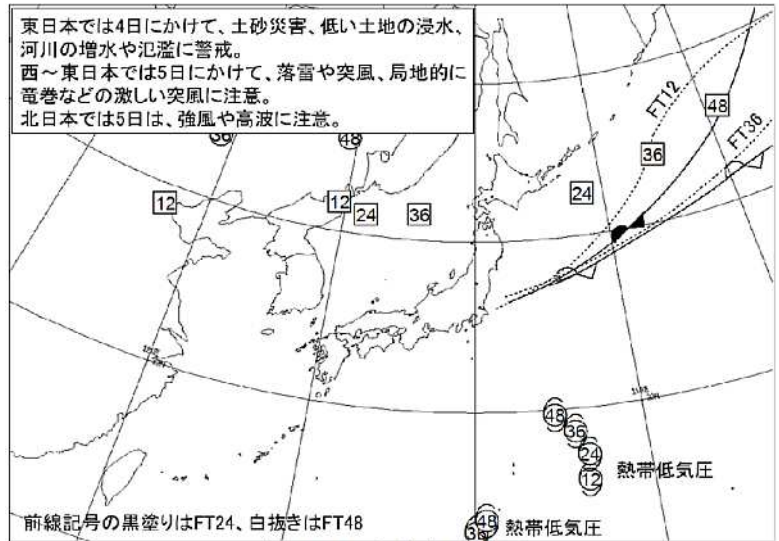 東日本では4日にかけて、土砂災害、低い土地の浸水、
河川の増水や氾濫に警戒。
西～東日本では5日にかけて、落雷や突風、局地的に
竜巻などの激しい突風に注意。
北日本では5日は、強風や高波に注意。
36
48
FT12
48
FT36
36
12
12
24
36
24
48
36
24
12
熱帯低気圧
48
36
熱帯低気圧
前線記号の黒塗りはFT24、白抜きはFT48